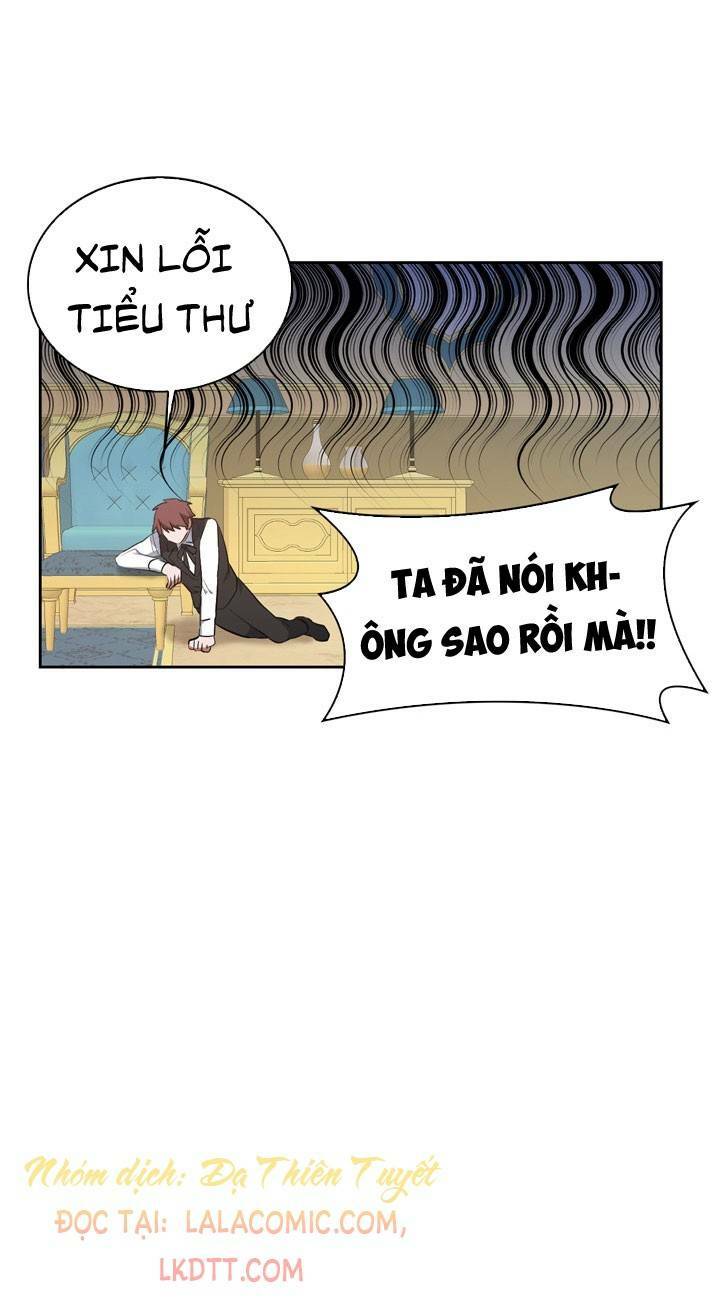 XIN LỖI
TIỂU THƯ
TA ĐÃ NÓI KH-
ÔNG SAO RỒI MÀ!!
Nhóm dịch: Dạ Thiên Tuyết
ĐỌC TẠI: LALACOMIC.COM,
LKDTT.COM